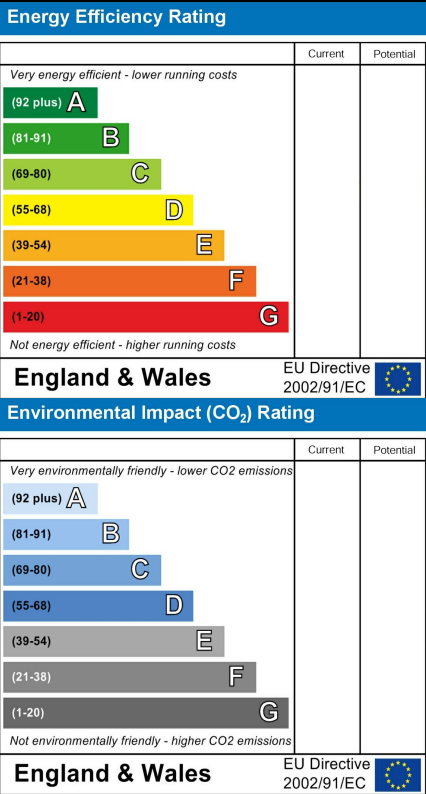 Energy Efficiency Rating
Current Potential
Very energy efficient - lower running costs
(92 plus) A
(81-91) B
(69-80) C
(55-68) D
(39-54) E
(21-38) F
(1-20) G
Not energy efficient - higher running costs
England & Wales
EU Directive
2002/91/EC
Environmental Impact (CO₂) Rating
Current Potential
Very environmentally friendly - lower CO2 emissions
(92 plus) A
(81-91) B
(69-80) C
(55-68) D
(39-54) E
(21-38) F
(1-20) G
Not environmentally friendly - higher CO2 emissions
England & Wales
EU Directive
2002/91/EC